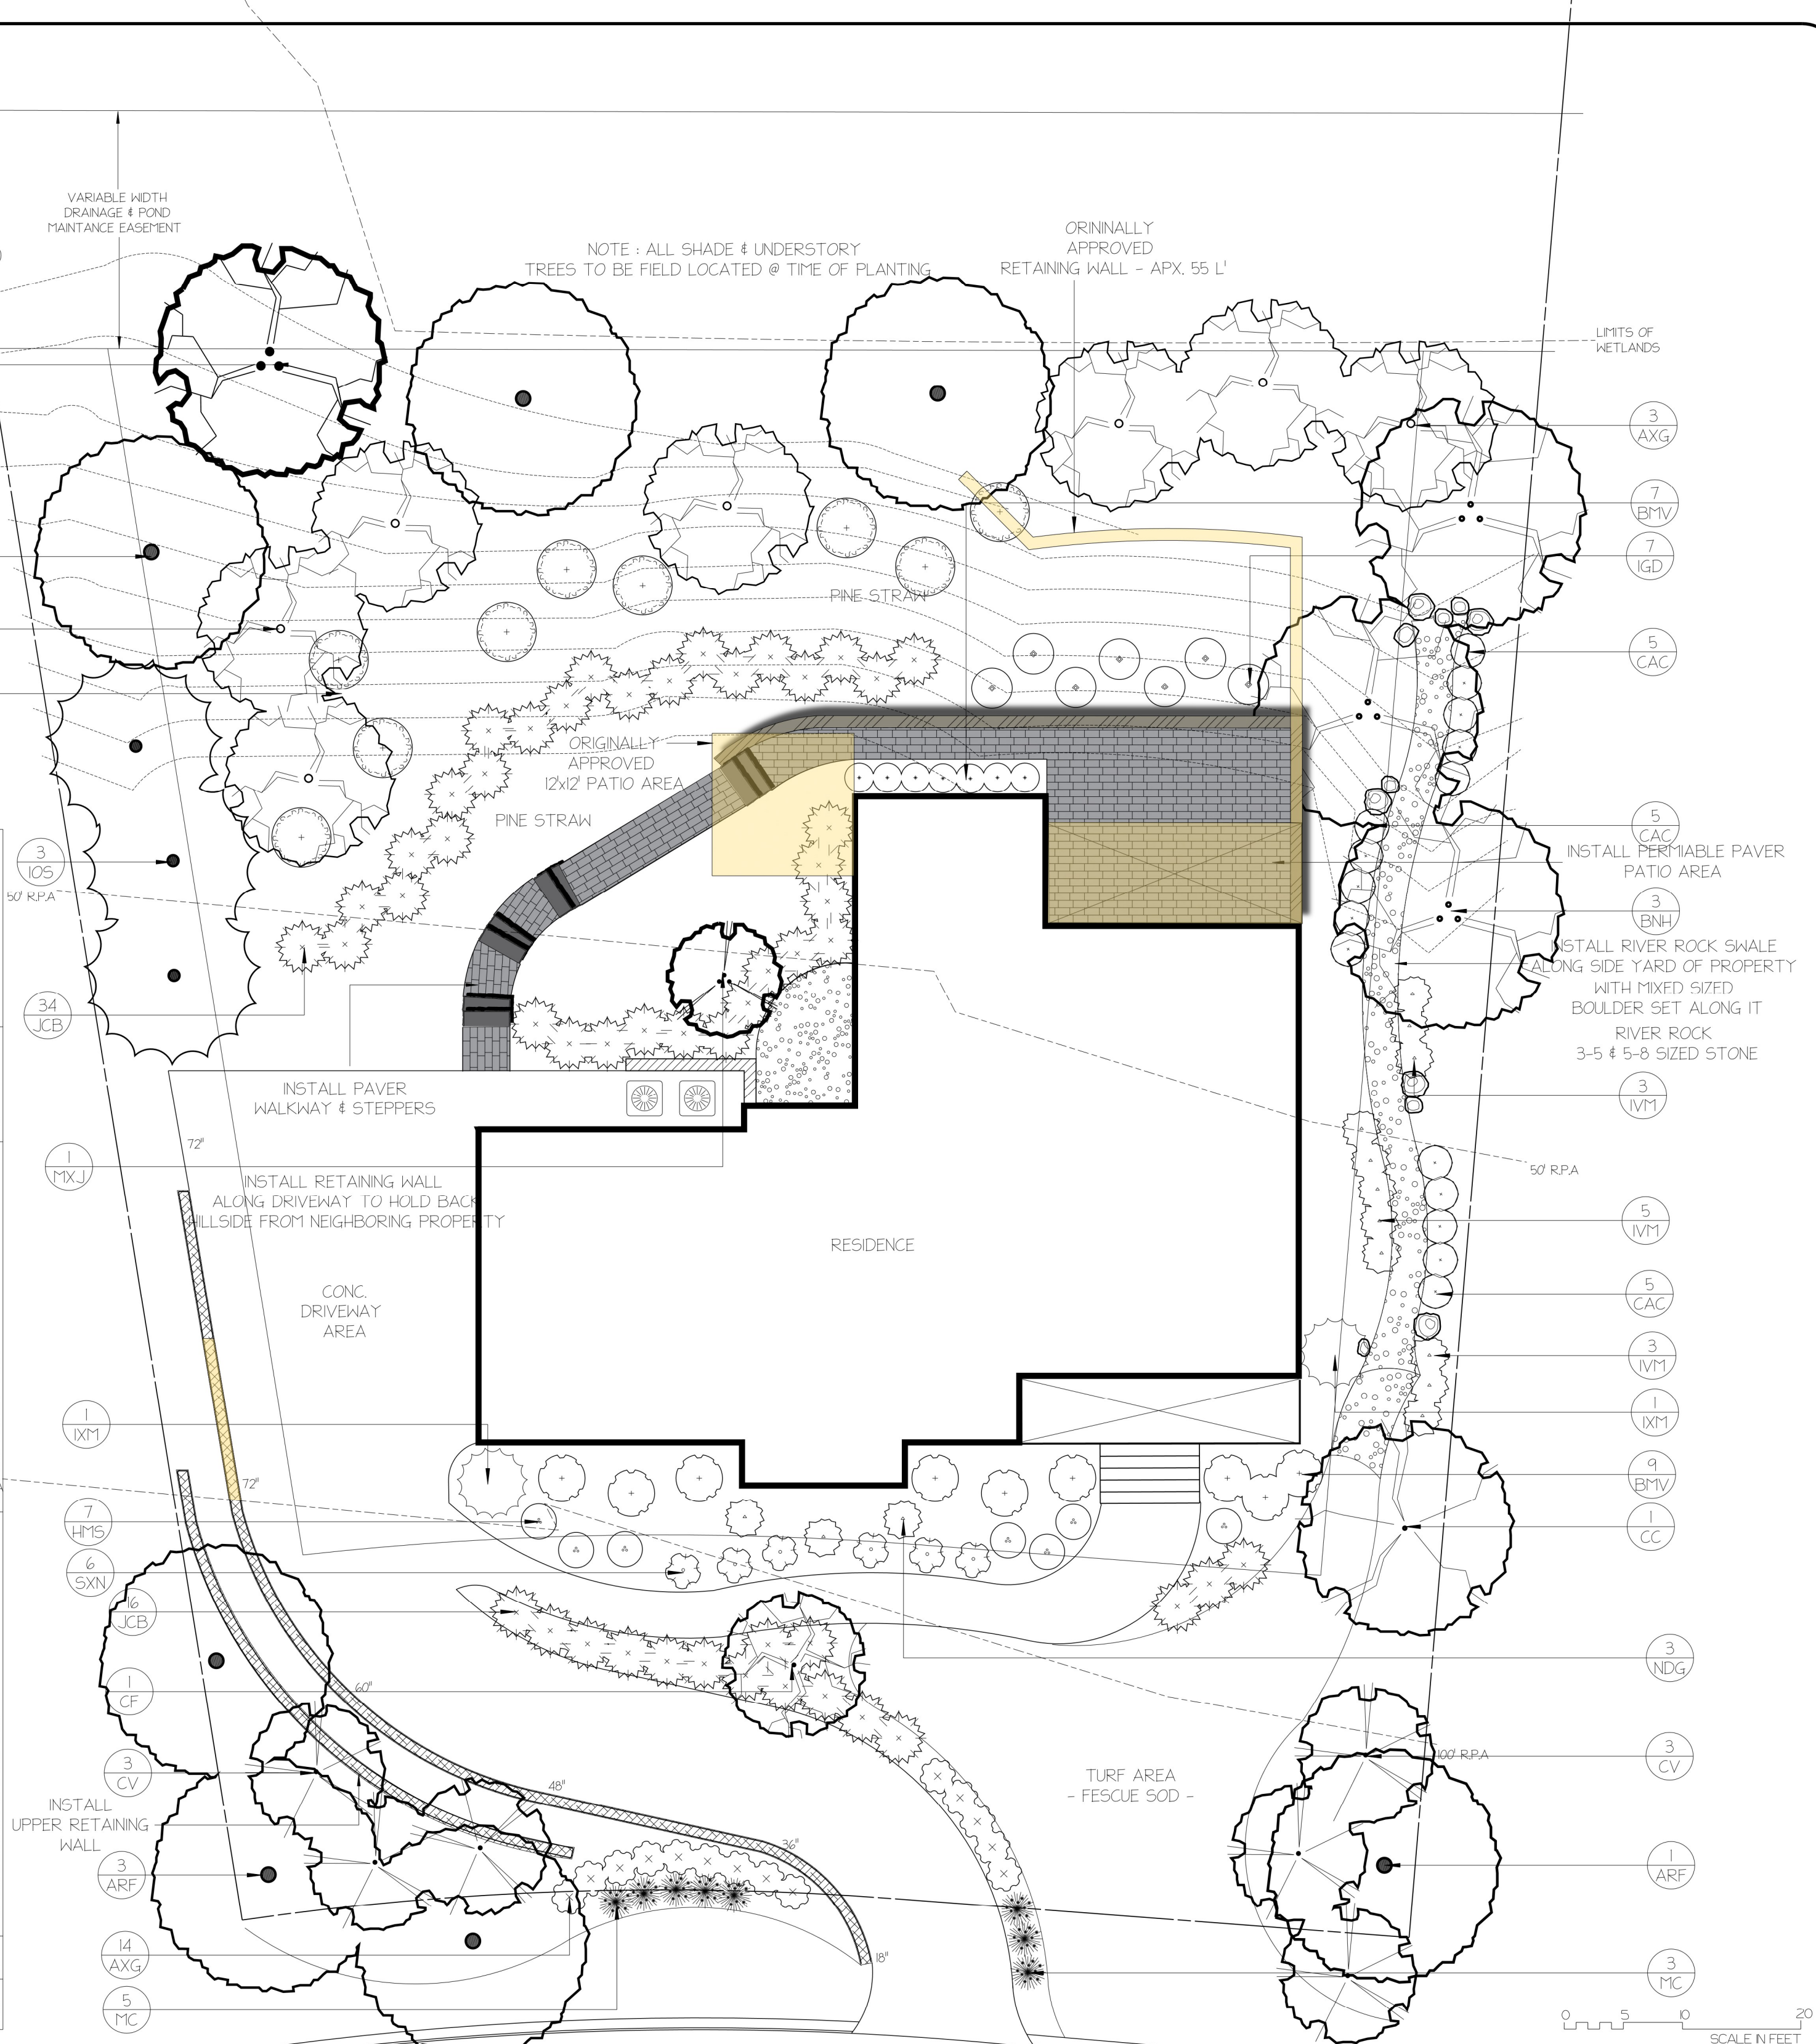 VARIABLE WIDTH
DRAINAGE & POND
MAINTANCE EASEMENT
NOTE : ALL SHADE & UNDERSTORY
TREES TO BE FIELD LOCATED @ TIME OF PLANTING
ORININALLY
APPROVED
RETAINING WALL - APX. 55 L'
LIMITS OF
WETLANDS
3
AXG
7
BMV
7
IGD
PINE STRAW
5
CAC
ORIGINALLY
APPROVED
12'x12' PATIO AREA
PINE STRAW
5
CAC
INSTALL PERMIABLE PAVER
PATIO AREA
3
IOS
50' R.P.A
3
BNH
INSTALL RIVER ROCK SWALE
ALONG SIDE YARD OF PROPERTY
WITH MIXED SIZED
BOULDER SET ALONG IT
RIVER ROCK
3-5 & 5-8 SIZED STONE
34
JCB
INSTALL PAVER
WALKWAY & STEPPERS
3
IVM
72"
1
MXJ
50' R.P.A
INSTALL RETAINING WALL
ALONG DRIVEWAY TO HOLD BACK
HILLSIDE FROM NEIGHBORING PROPERTY
RESIDENCE
5
IVM
CONC.
DRIVEWAY
AREA
5
CAC
3
IVM
1
IXM
1
IXM
72"
9
BMV
7
HMS
1
CC
6
SXN
16
JCB
3
NDG
1
CF
60"
100' R.P.A
3
CV
3
CV
TURF AREA
- FESCUE SOD -
48"
INSTALL
UPPER RETAINING
WALL
36"
3
ARF
1
ARF
14
AXG
18"
3
MC
5
MC
0 5 10 20
SCALE IN FEET